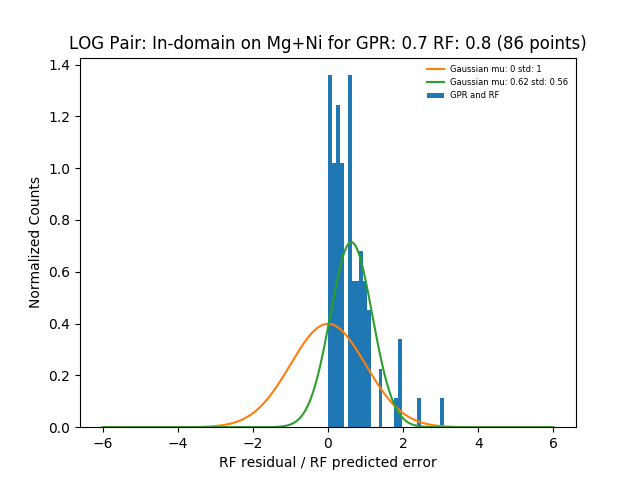 LOG Pair: In-domain on Mg+Ni for GPR: 0.7 RF: 0.8 (86 points)
Gaussian mu: 0 std: 1
Gaussian mu: 0.62 std: 0.56
GPR and RF
Normalized Counts
1.4
1.2
1.0
0.8
0.6
0.4
0.2
0.0
−6 −4 −2 0 2 4 6
RF residual / RF predicted error